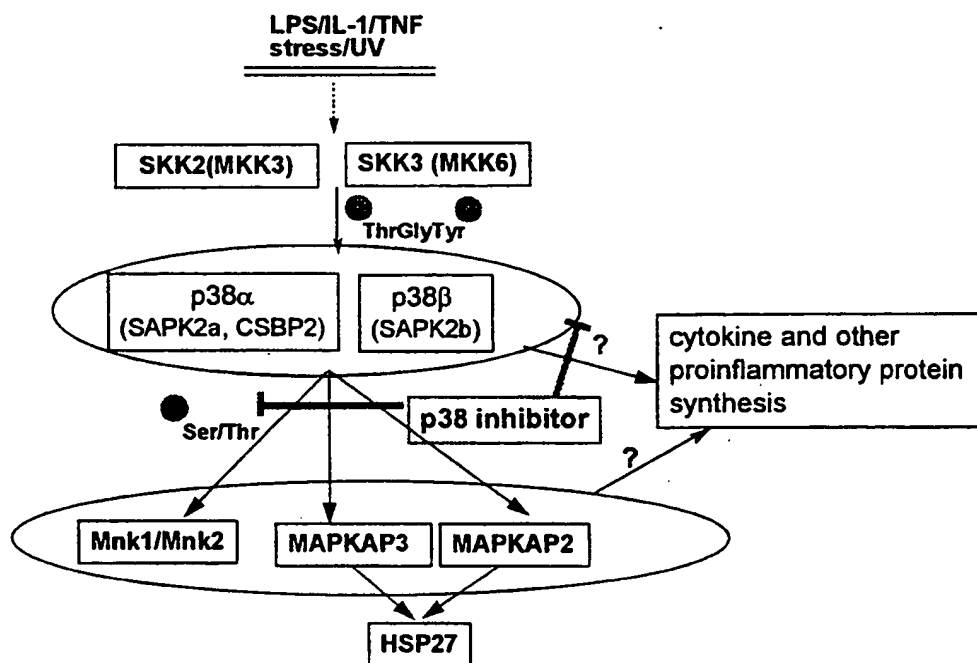 LPS/IL-1/TNF
stress/UV
SKK2(MKK3)
SKK3 (MKK6)
ThrGlyTyr
p38α
(SAPK2a, CSBP2)
p38β
(SAPK2b)
?
cytokine and other
proinflammatory protein
synthesis
Ser/Thr
p38 inhibitor
?
Mnk1/Mnk2
MAPKAP3
MAPKAP2
HSP27